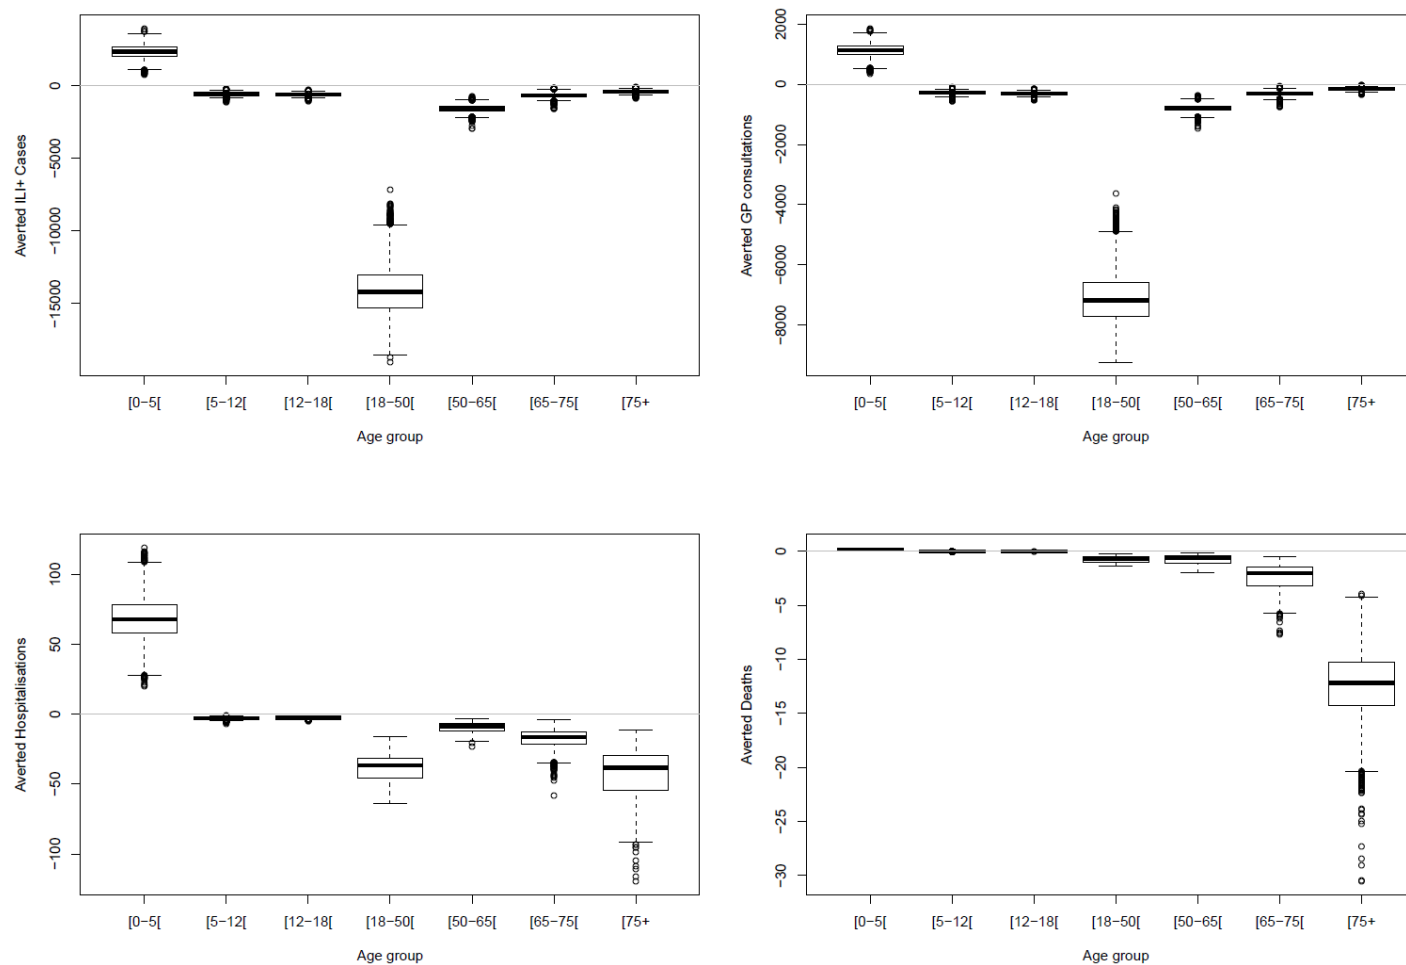 Averted ILI+ Cases
0
−5000
−10000
−15000
[0−5[ [5−12[ [12−18[ [18−50[ [50−65[ [65−75[ [75+
Age group
Averted GP consultations
2000
0
−2000
−4000
−6000
−8000
[0−5[ [5−12[ [12−18[ [18−50[ [50−65[ [65−75[ [75+
Age group
Averted Hospitalisations
100
50
0
−50
−100
[0−5[ [5−12[ [12−18[ [18−50[ [50−65[ [65−75[ [75+
Age group
Averted Deaths
0
−5
−10
−15
−20
−25
−30
[0−5[ [5−12[ [12−18[ [18−50[ [50−65[ [65−75[ [75+
Age group